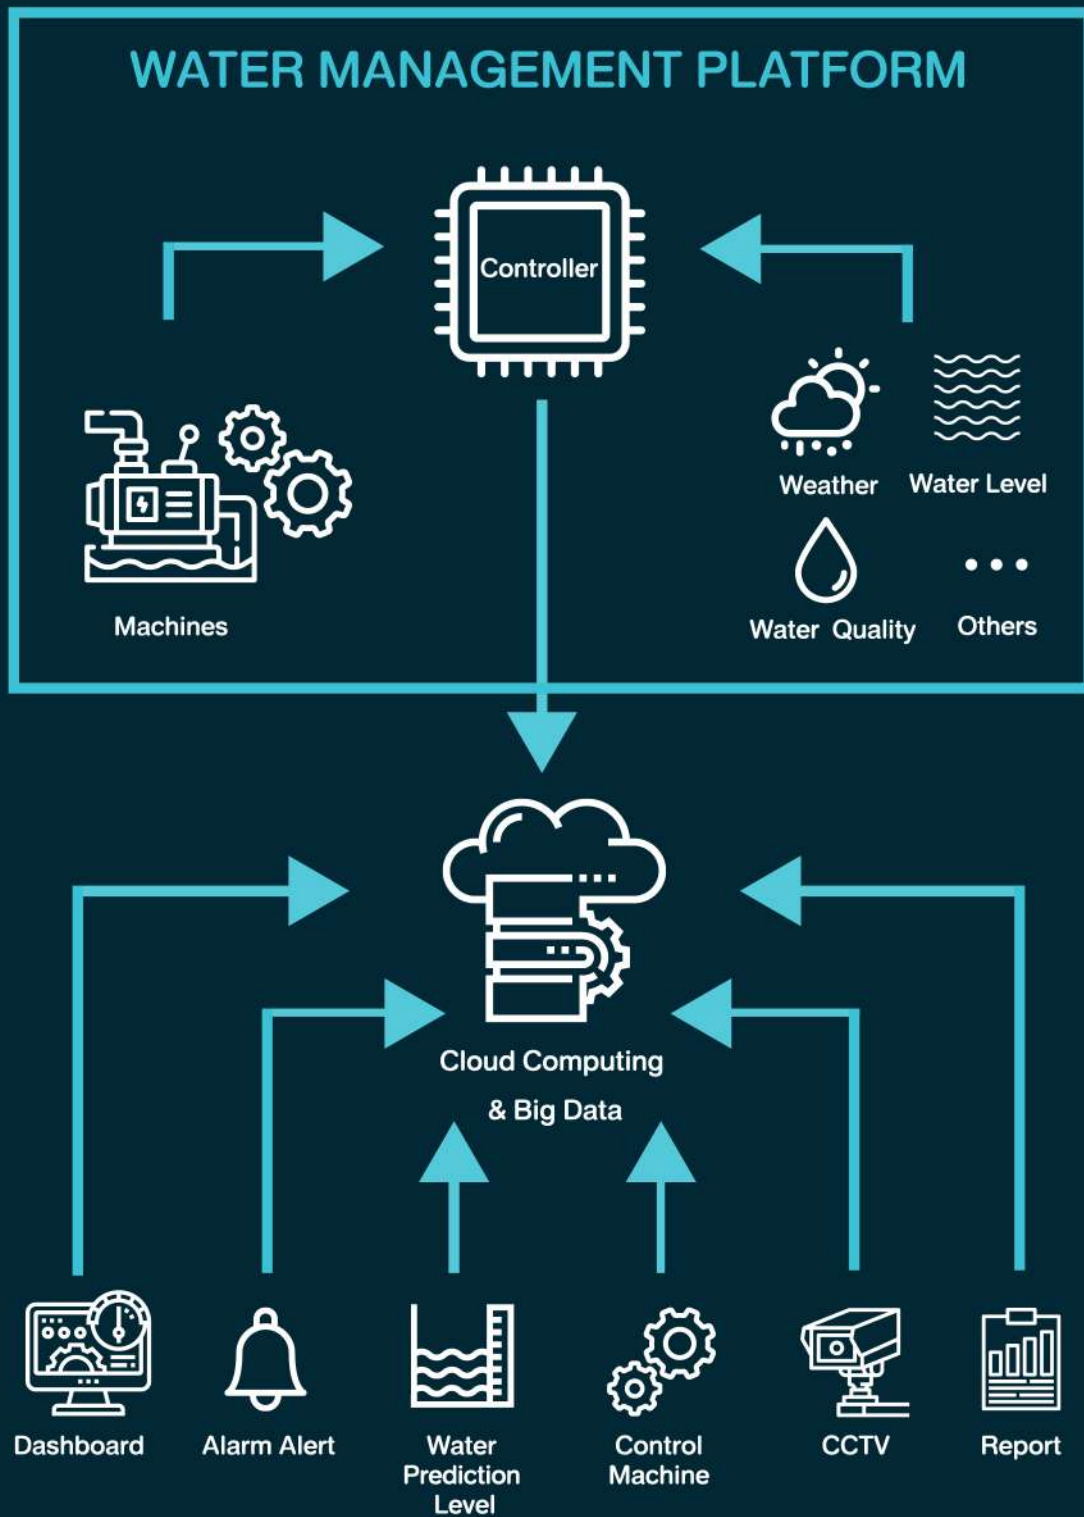 WATER MANAGEMENT PLATFORM
Controller
Weather
Water Level
Machines
Water Quality
Others
Cloud Computing
& Big Data
Dashboard
Alarm Alert
Water
Prediction
Level
Control
Machine
CCTV
Report